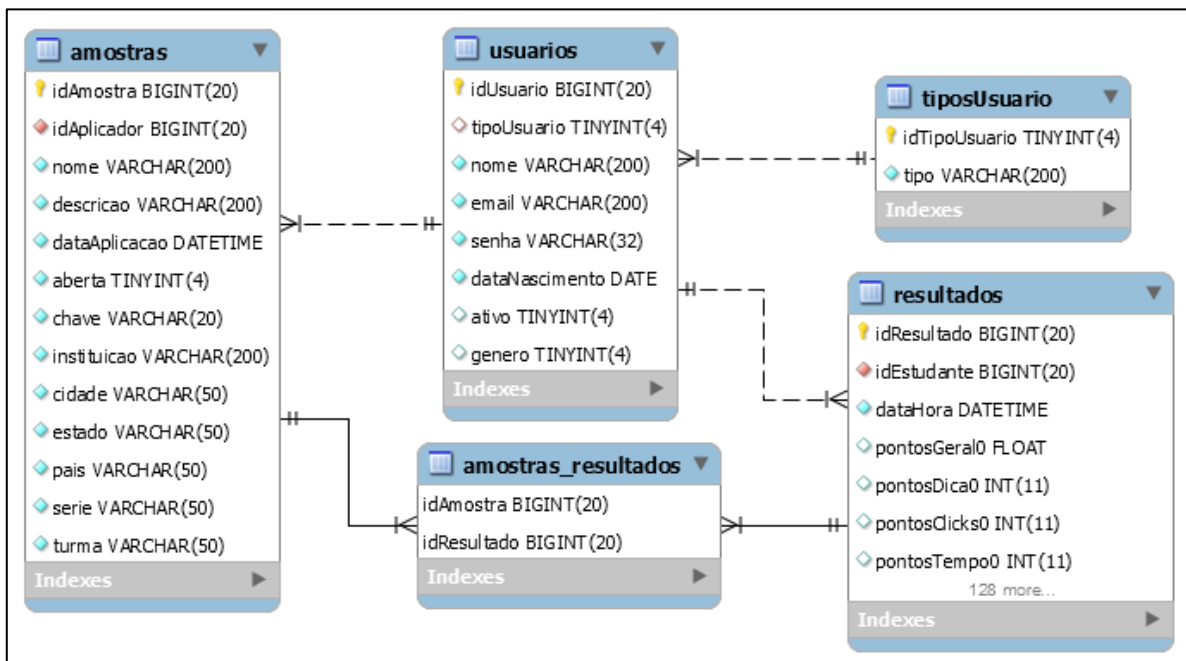 amostras
idAmostra BIGINT(20)
idAplicador BIGINT(20)
nome VARCHAR(200)
descricao VARCHAR(200)
dataAplicacao DATETIME
aberta TINYINT(4)
chave VARCHAR(20)
instituicao VARCHAR(200)
cidade VARCHAR(50)
estado VARCHAR(50)
pais VARCHAR(50)
serie VARCHAR(50)
turma VARCHAR(50)
Indexes
usuarios
idUsuario BIGINT(20)
tipoUsuario TINYINT(4)
nome VARCHAR(200)
email VARCHAR(200)
senha VARCHAR(32)
dataNascimento DATE
ativo TINYINT(4)
genero TINYINT(4)
Indexes
tiposUsuario
idTipoUsuario TINYINT(4)
tipo VARCHAR(200)
Indexes
amostras_resultados
idAmostra BIGINT(20)
idResultado BIGINT(20)
Indexes
resultados
idResultado BIGINT(20)
idEstudante BIGINT(20)
dataHora DATETIME
pontosGeral0 FLOAT
pontosDica0 INT(11)
pontosClicks0 INT(11)
pontosTempo0 INT(11)
128 more...
Indexes